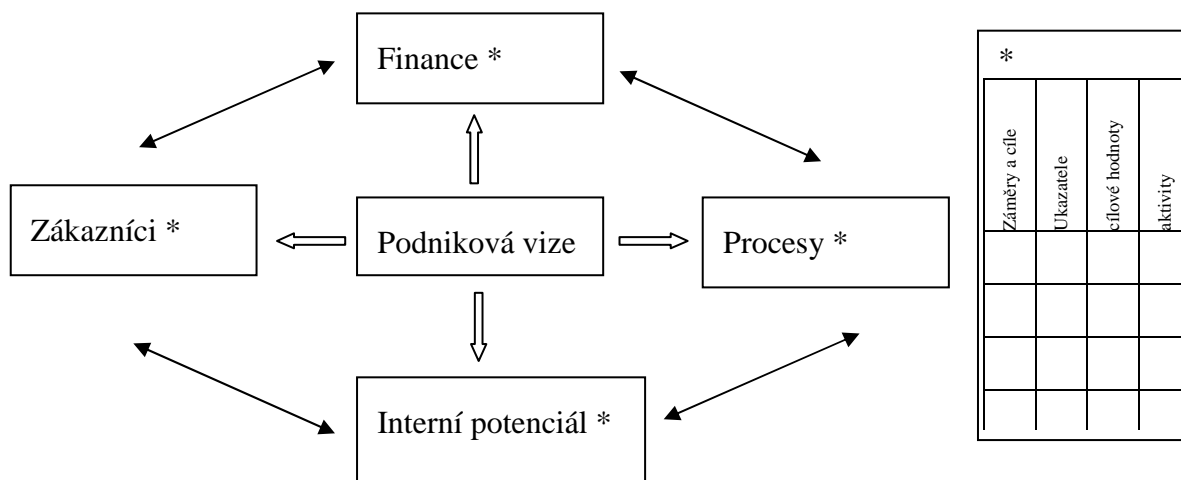 Finance *
*
Záměry a cíle
Ukazatele
cílové hodnoty
aktivity
Zákazníci *
Podniková vize
Procesy *
Interní potenciál *